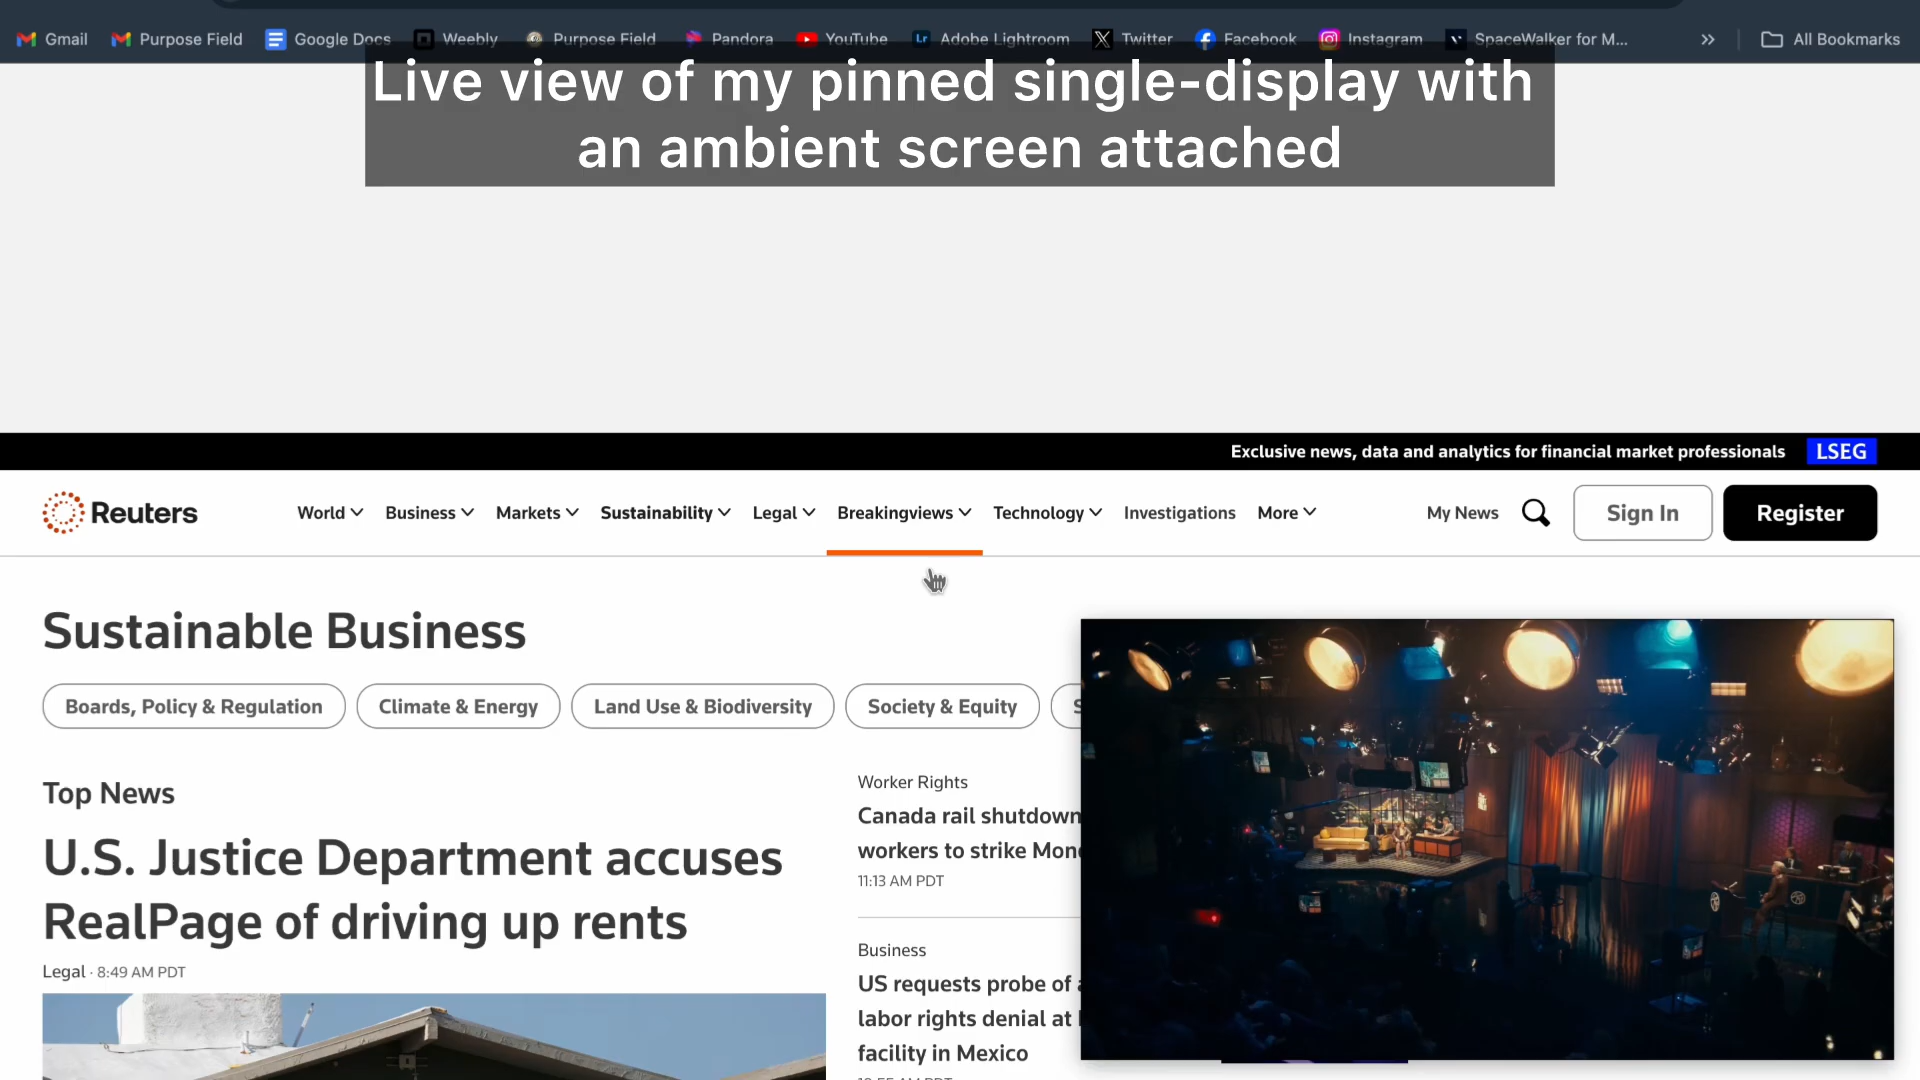 Gmail Purpose Field Google Docs Weebly Purpose Field Pandora YouTube Adobe Lightroom Twitter Facebook Instagram SpaceWalker for M... All Bookmarks
Live view of my pinned single-display with
an ambient screen attached
Exclusive news, data and analytics for financial market professionals LSEG
Reuters World Business Markets Sustainability Legal Breakingviews Technology Investigations More My News Sign In Register
Sustainable Business
Boards, Policy & Regulation Climate & Energy Land Use & Biodiversity Society & Equity
Top News
U.S. Justice Department accuses
RealPage of driving up rents
Legal · 8:49 AM PDT
Worker Rights
Canada rail shutdown
workers to strike
11:13 AM PDT
Business
US requests probe of
labor rights denial at
facility in Mexico